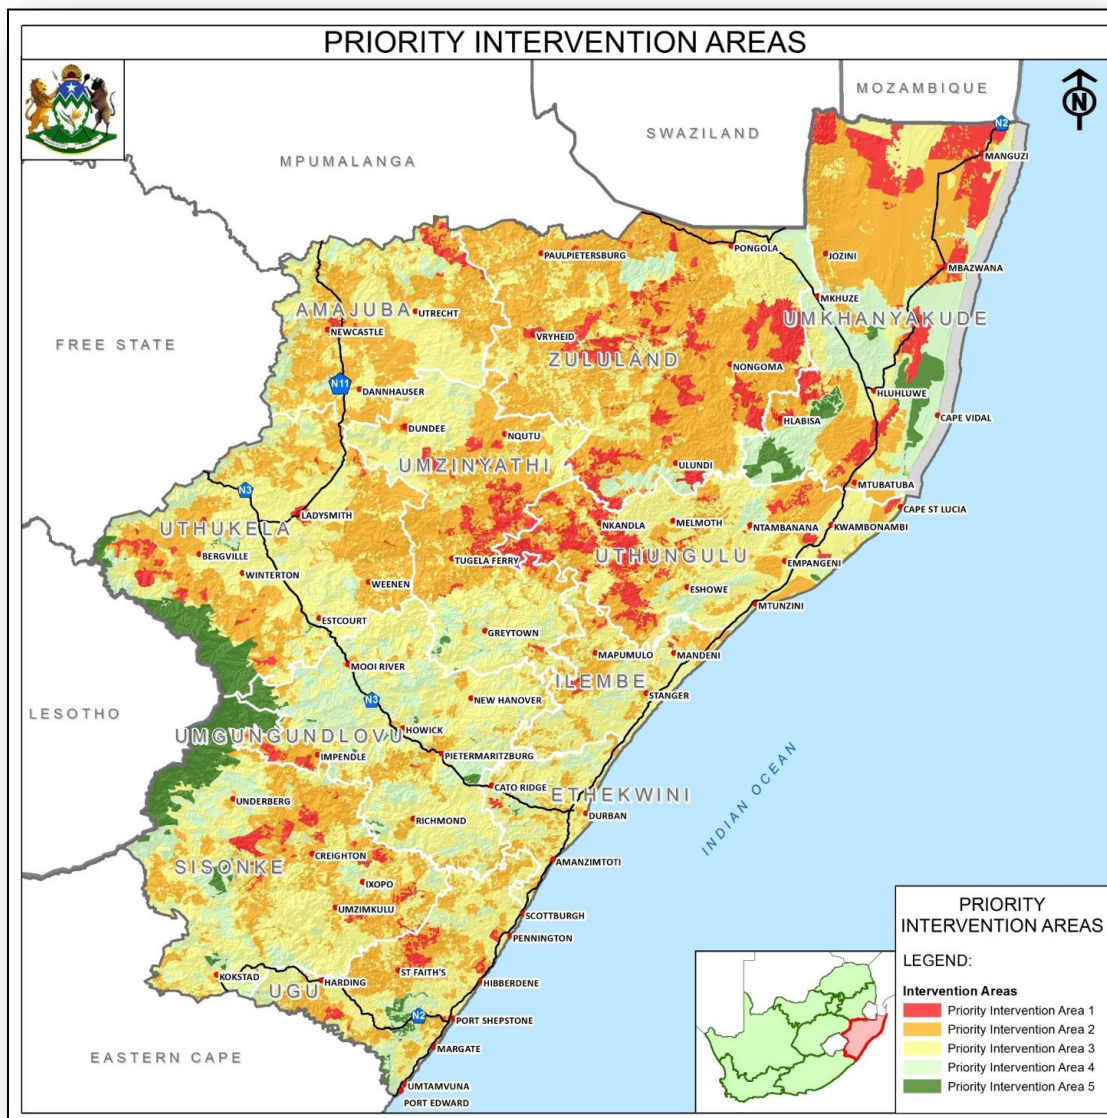 PRIORITY INTERVENTION AREAS
MOZAMBIQUE
SWAZILAND
MPUMALANGA
N
N2
MANGUZI
PAULPIETERSBURG
PONGOLA
JOZINI
MBAZWANA
MKHUZE
AMAJUBA
UTRECHT
UMKHANYAKUDE
NEWCASTLE
VRYHEID
FREE STATE
ZULULAND
NONGOMA
N11
DANNHAUSER
HLUHLUWE
HLABISA
CAPE VIDAL
DUNDEE
NQUTU
UMZINYATHI
ULUNDI
MTUBATUBA
N3
CAPE ST LUCIA
LADYSMITH
UTHUKELA
NKANDLA
MELMOTH
NTAMBANANA
KWAMBONAMBI
BERGVILLE
UTHUNGULU
TUGELA FERRY
EMPANGENI
WINTERTON
WEENEN
ESHOWE
MTUNZINI
ESTCOURT
GREYTOWN
MAPUMULO
MANDENI
MOOI RIVER
ILEMBE
STANGER
N3
NEW HANOVER
LESOTHO
HOWICK
UMGUNGUNDLOVU
IMPENDLE
PIETERMARITZBURG
CATO RIDGE
ETHEKWINI
UNDERBERG
DURBAN
RICHMOND
INDIAN OCEAN
CREIGHTON
AMANZIMTOTI
SISONKE
IXOPO
UMZIMKULU
SCOTTBURGH
PENNINGTON
ST FAITH'S
KOKSTAD
HARDING
HIBBERDENE
UGU
N2
PORT SHEPSTONE
MARGATE
EASTERN CAPE
UMTAMVUNA
PORT EDWARD
PRIORITY
INTERVENTION AREAS
LEGEND:
Intervention Areas
Priority Intervention Area 1
Priority Intervention Area 2
Priority Intervention Area 3
Priority Intervention Area 4
Priority Intervention Area 5